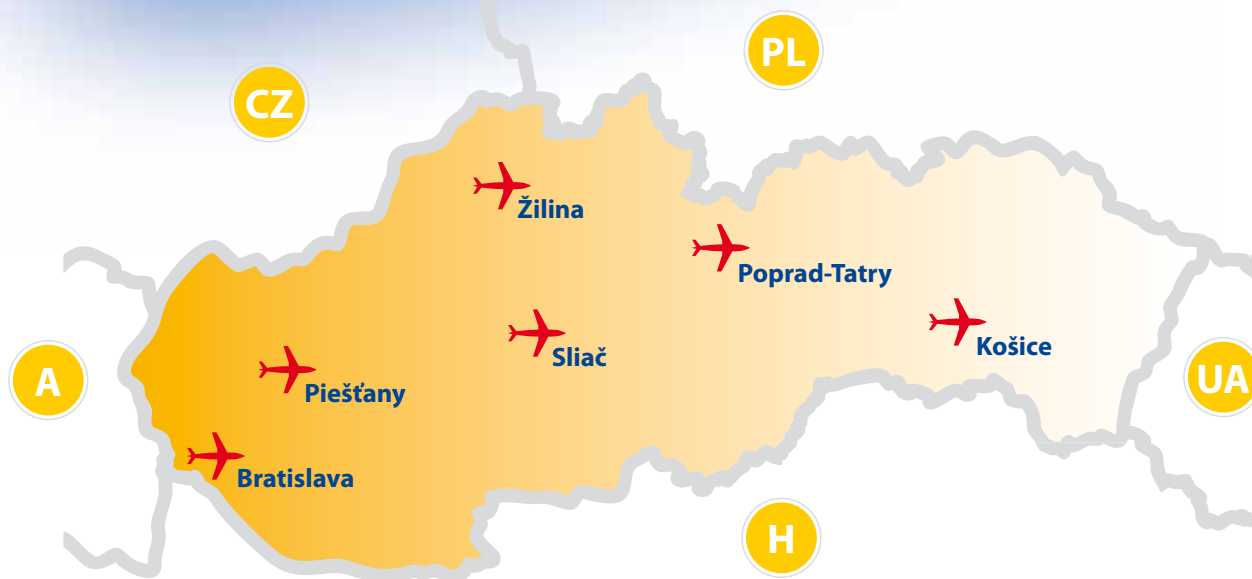 PL
CZ
Žilina
Poprad-Tatry
Košice
Sliač
A
UA
Piešťany
Bratislava
H